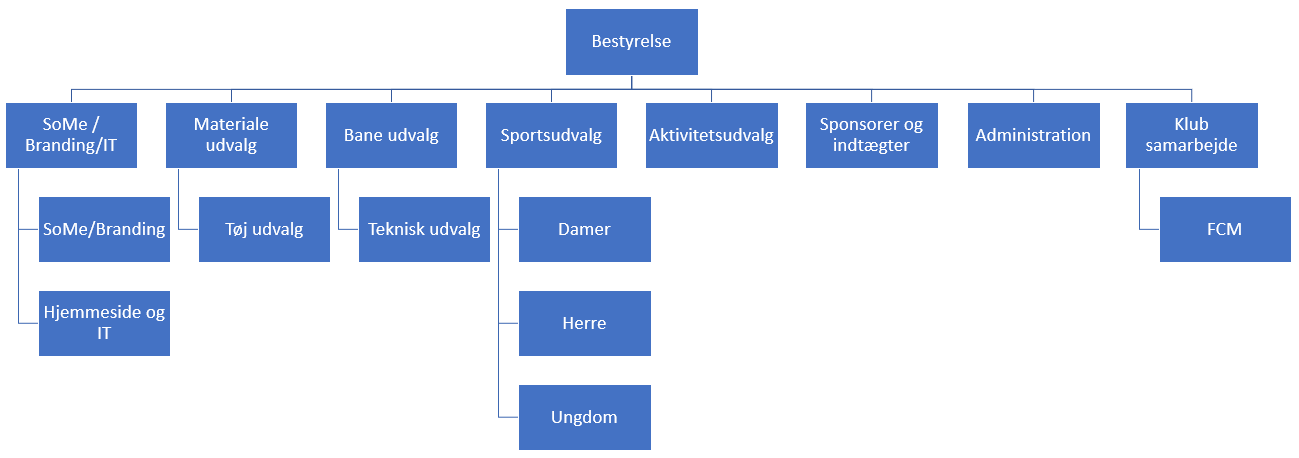 Bestyrelse
SoMe /
Branding/IT
Materiale
udvalg
Bane udvalg
Sportsudvalg
Aktivitetsudvalg
Sponsorer og
indtægter
Administration
Klub
samarbejde
SoMe/Branding
Tøj udvalg
Teknisk udvalg
Damer
FCM
Hjemmeside og
IT
Herre
Ungdom